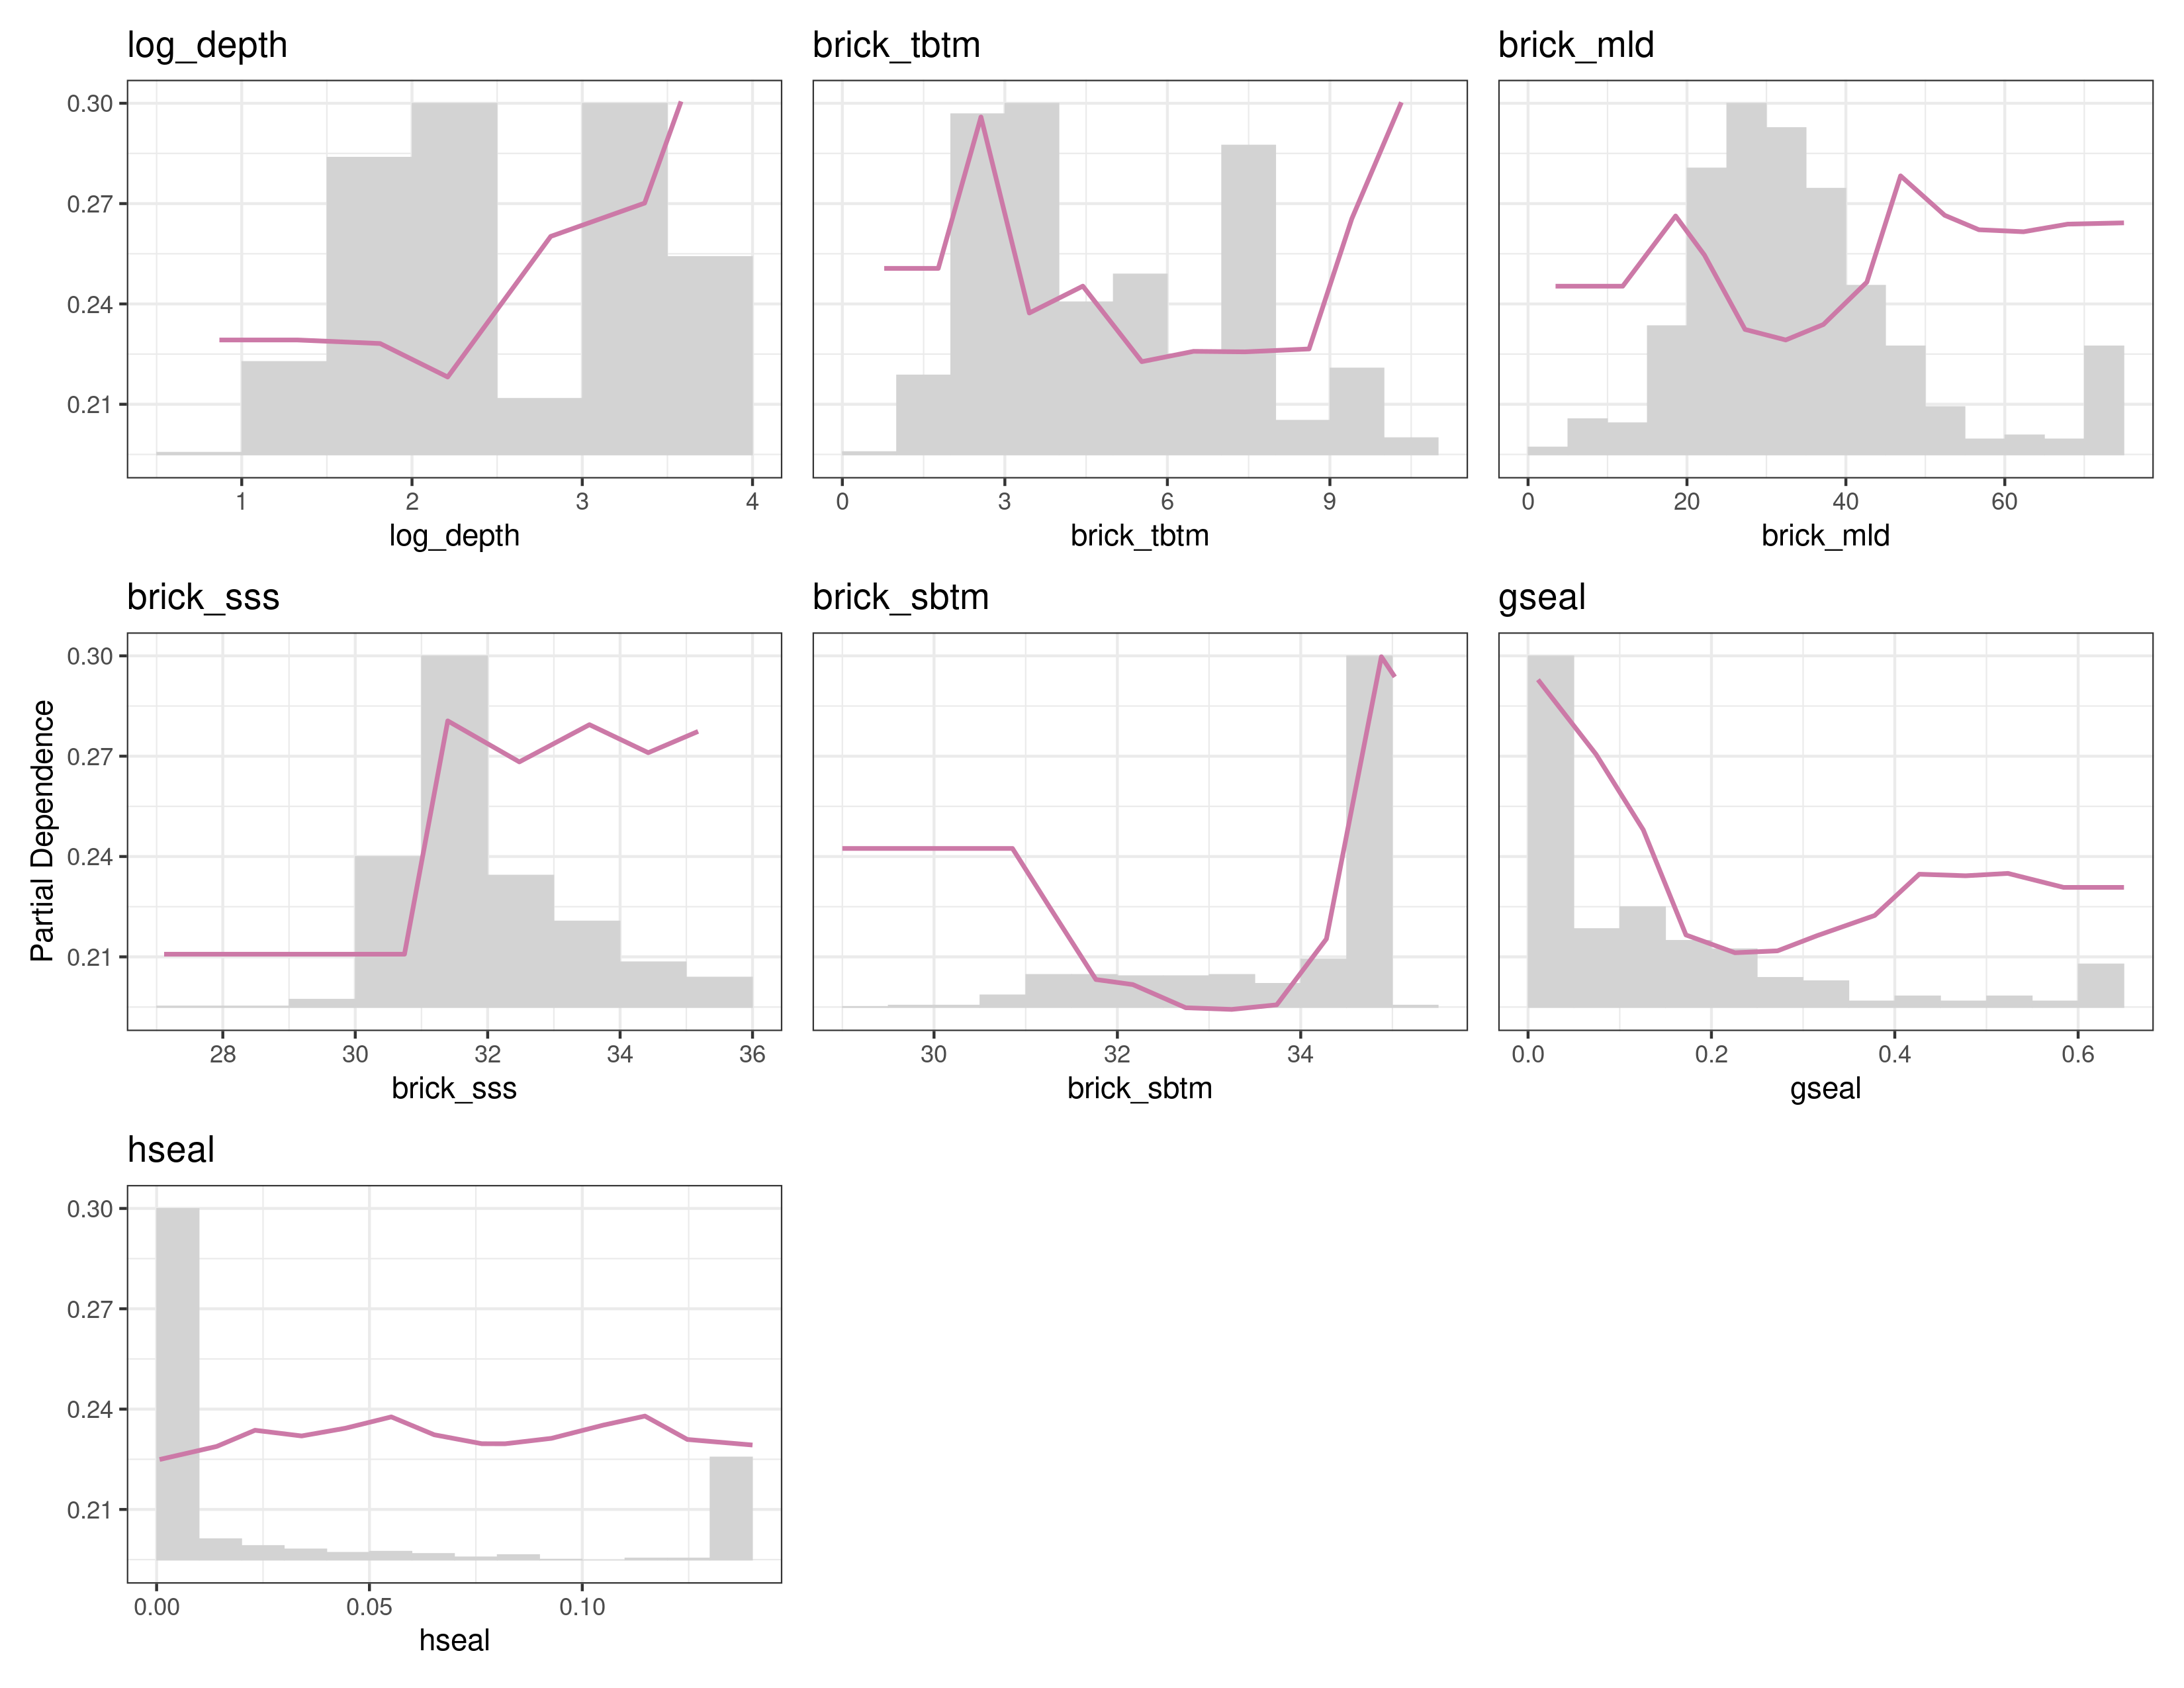 log_depth
brick_tbtm
brick_mld
0.30
0.27
0.24
0.21
1 2 3 4
0 3 6 9
0 20 40 60
log_depth
brick_tbtm
brick_mld
brick_sss
brick_sbtm
gseal
Partial Dependence
0.30
0.27
0.24
0.21
28 30 32 34 36
30 32 34
0.0 0.2 0.4 0.6
brick_sss
brick_sbtm
gseal
hseal
0.30
0.27
0.24
0.21
0.00 0.05 0.10
hseal